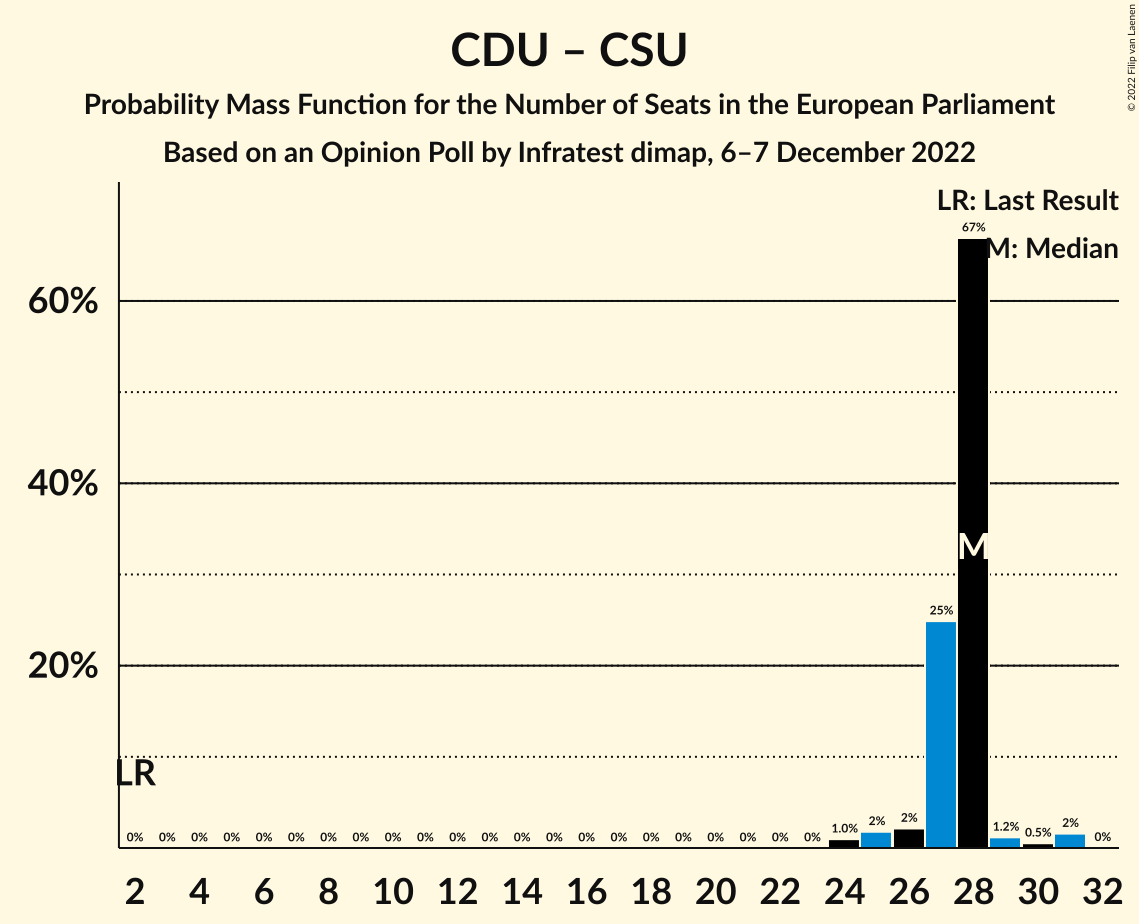 CDU – CSU
Probability Mass Function for the Number of Seats in the European Parliament
Based on an Opinion Poll by Infratest dimap, 6–7 December 2022
© 2022 Filip van Laenen
LR: Last Result
67%
M: Median
60%
40%
M
25%
20%
LR
0% 0% 0% 0% 0% 0% 0% 0% 0% 0% 0% 0% 0% 0% 0% 0% 0% 0% 0% 0% 0% 0% 1.0% 2% 2% 1.2% 0.5% 2% 0%
2 4 6 8 10 12 14 16 18 20 22 24 26 28 30 32